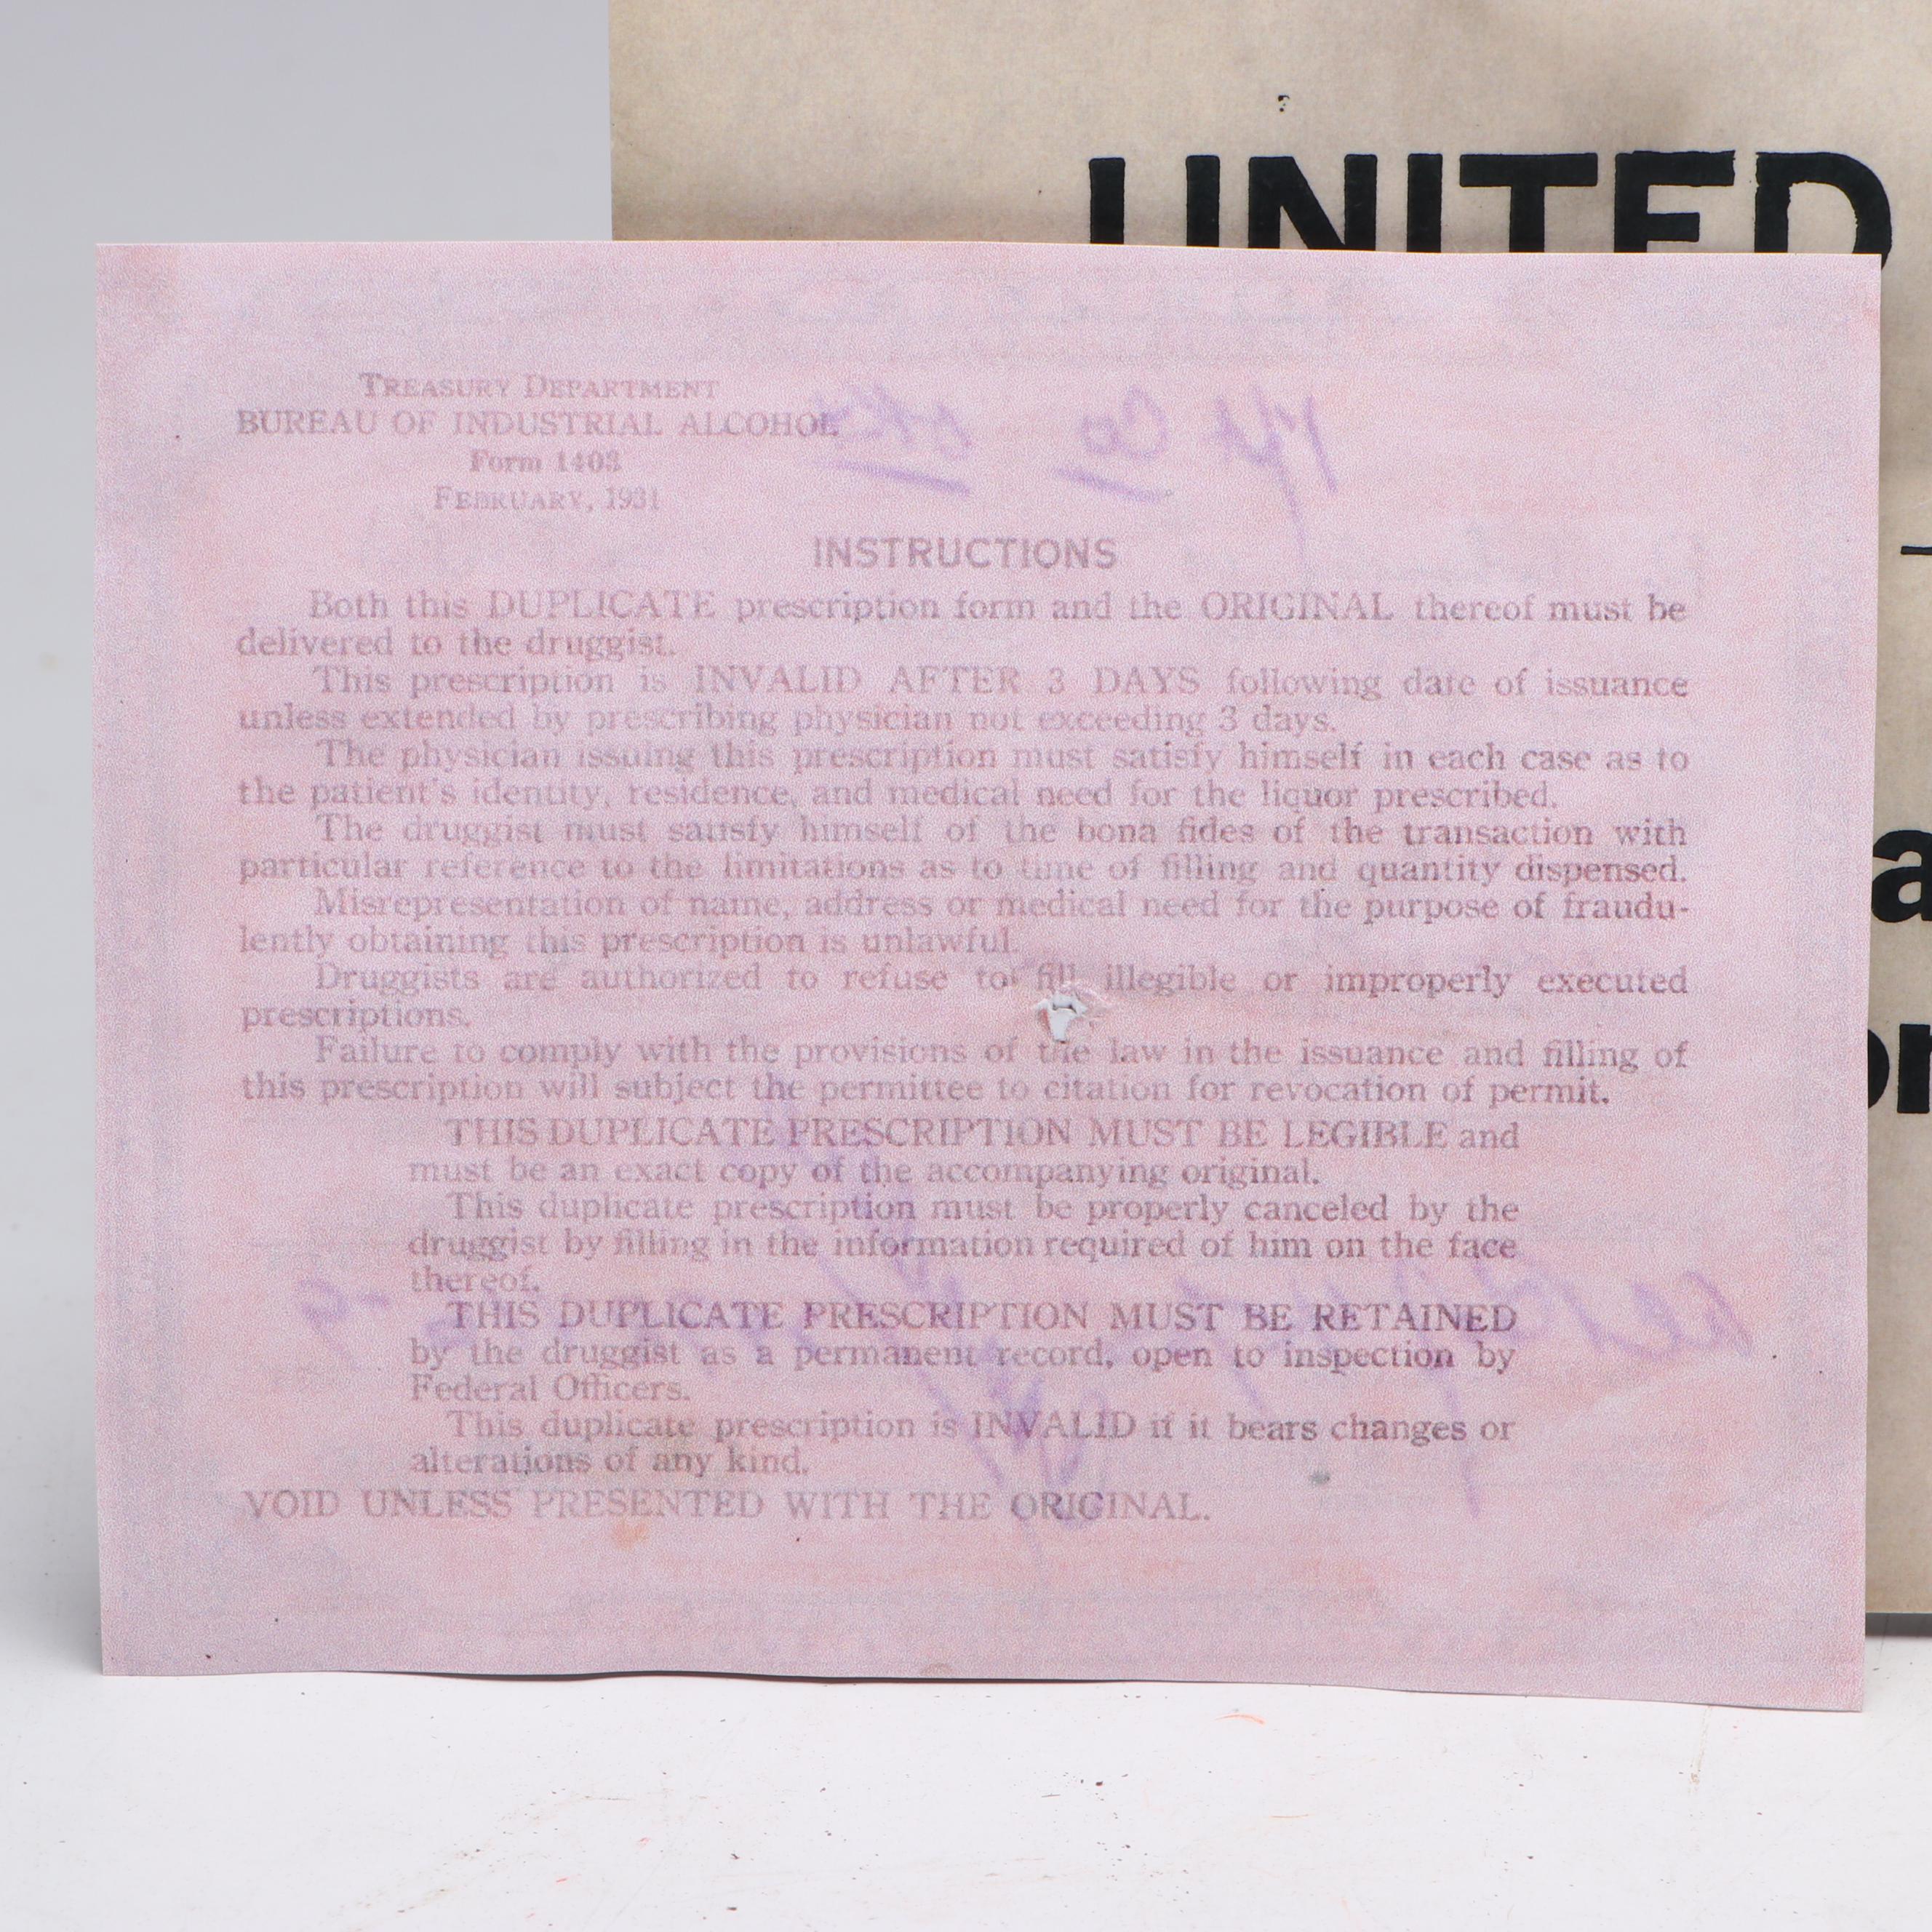 UNITED
TREASURY DEPARTMENT
BUREAU OF INDUSTRIAL ALCOHOL
Form 1403
FEBRUARY, 1931
INSTRUCTIONS
Both this DUPLICATE prescription form and the ORIGINAL thereof must be
delivered to the druggist.
This prescription is INVALID AFTER 3 DAYS following date of issuance
unless extended by prescribing physician not exceeding 3 days.
The physician issuing this prescription must satisfy himself in each case as to
the patient's identity, residence, and medical need for the liquor prescribed.
The druggist must satisfy himself of the bona fides of the transaction with
particular reference to the limitations as to time of filling and quantity dispensed.
Misrepresentation of name, address or medical need for the purpose of fraudu-
lently obtaining this prescription is unlawful.
Druggists are authorized to refuse to fill illegible or improperly executed
prescriptions.
Failure to comply with the provisions of the law in the issuance and filling of
this prescription will subject the permittee to citation for revocation of permit.
THIS DUPLICATE PRESCRIPTION MUST BE LEGIBLE and
must be an exact copy of the accompanying original.
This duplicate prescription must be properly canceled by the
druggist by filling in the information required of him on the face
thereof.
THIS DUPLICATE PRESCRIPTION MUST BE RETAINED
by the druggist as a permanent record, open to inspection by
Federal Officers.
This duplicate prescription is INVALID if it bears changes or
alterations of any kind.
VOID UNLESS PRESENTED WITH THE ORIGINAL.